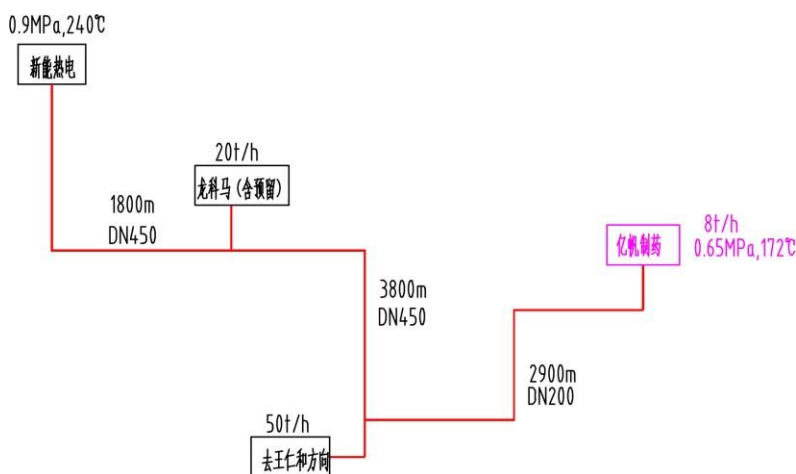 0.9MPa,240℃
新能热电
20t/h
龙科马(含预留)
1800m
DN450
8t/h
亿帆制药
0.65MPa,172℃
3800m
DN450
2900m
DN200
50t/h
去王仁和方向